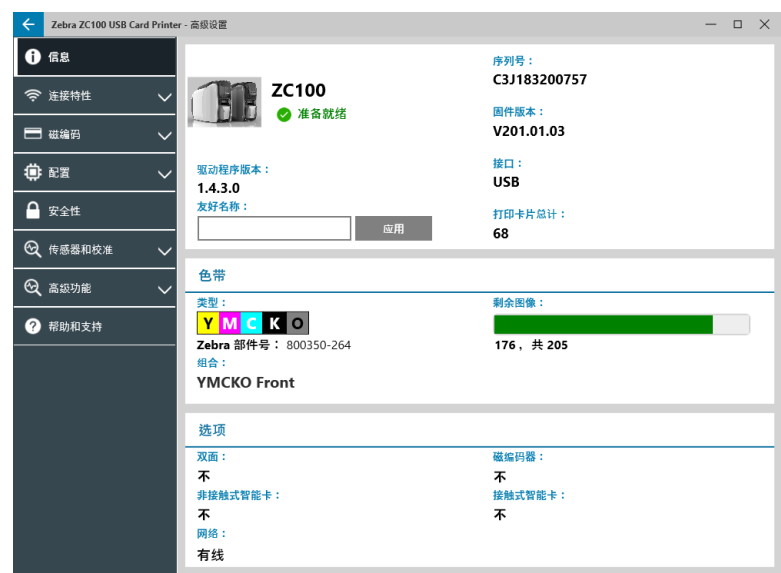 Zebra ZC100 USB Card Printer - 高级设置
信息
连接特性
磁编码
配置
安全性
传感器和校准
高级功能
帮助和支持
ZC100
准备就绪
驱动程序版本：
1.4.3.0
友好名称：
应用
序列号：
C3J183200757
固件版本：
V201.01.03
接口：
USB
打印卡片总计：
68
色带
类型：
Y M C K O
Zebra 部件号： 800350-264
组合：
YMCKO Front
剩余图像：
176， 共 205
选项
双面：
不
非接触式智能卡：
不
网络：
有线
磁编码器：
不
接触式智能卡：
不